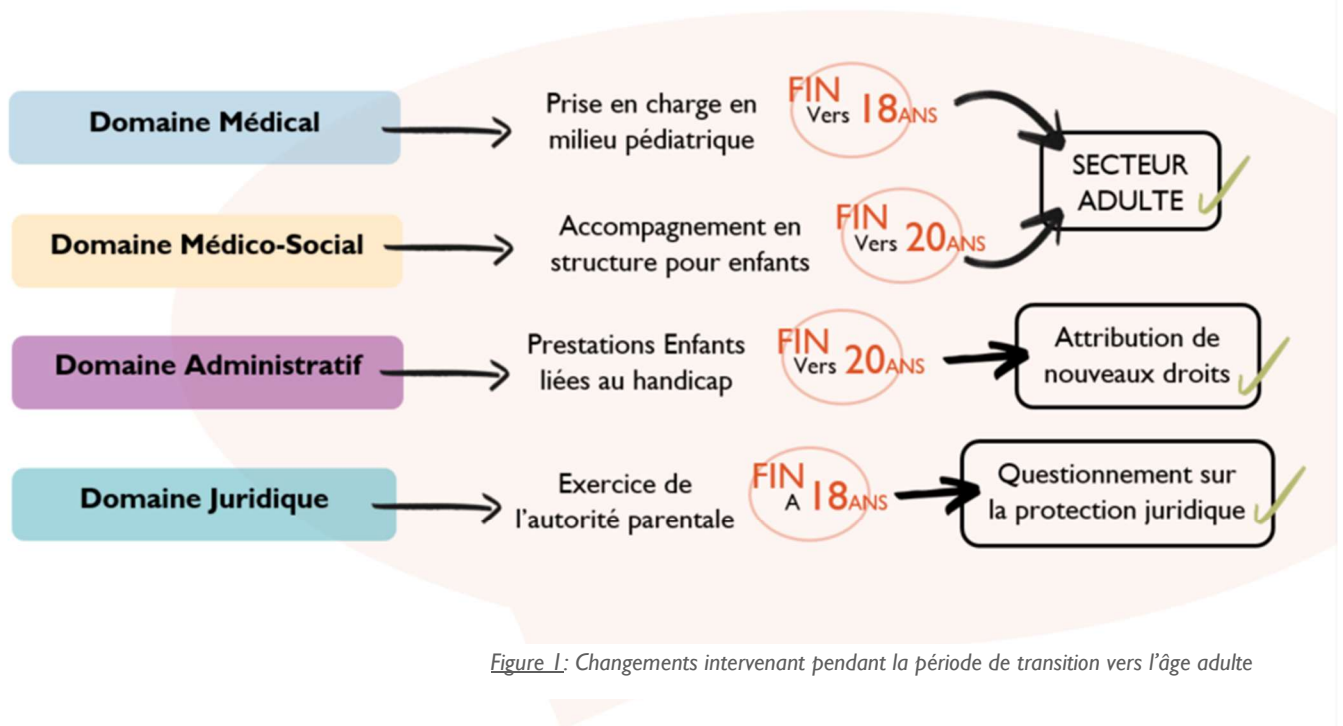 Domaine Médical
Prise en charge en
milieu pédiatrique
FIN
Vers 18ANS
SECTEUR
ADULTE
Domaine Médico-Social
Accompagnement en
structure pour enfants
FIN
Vers 20ANS
Domaine Administratif
Prestations Enfants
liées au handicap
FIN
Vers 20ANS
Attribution de
nouveaux droits
Domaine Juridique
Exercice de
l'autorité parentale
FIN
A 18ANS
Questionnement sur
la protection juridique
Figure 1: Changements intervenant pendant la période de transition vers l'âge adulte